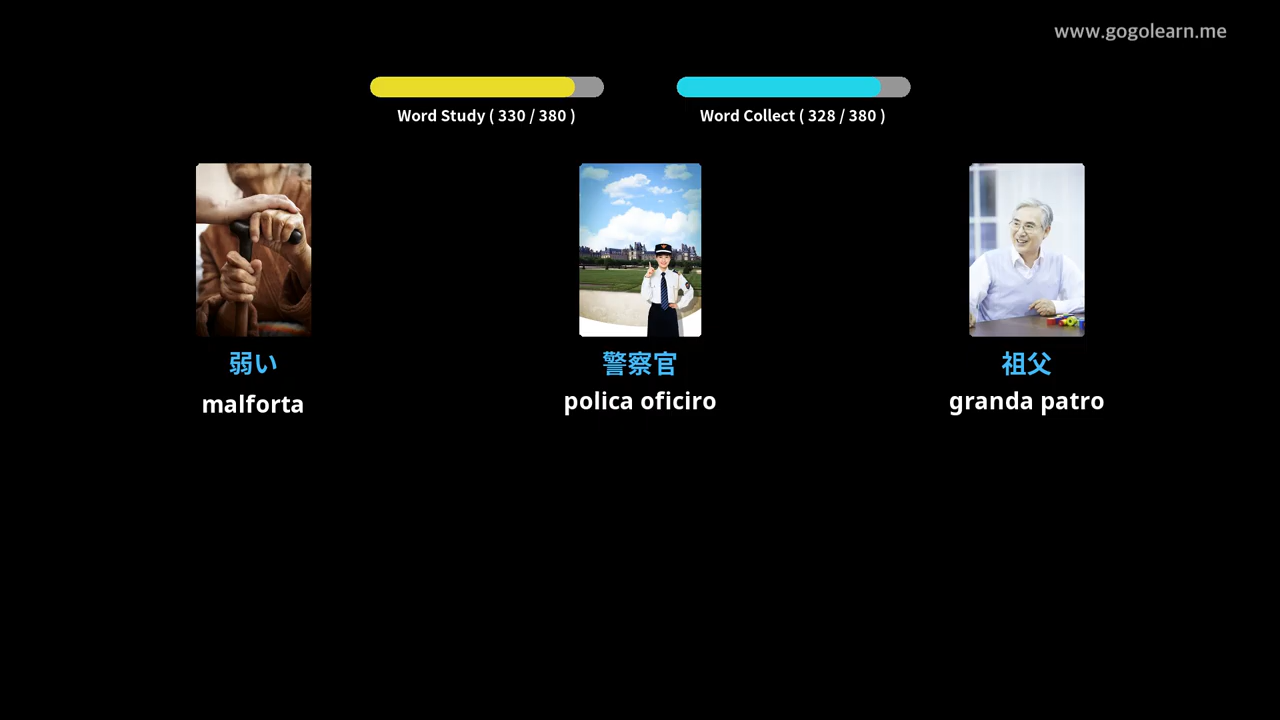 www.gogolearn.me
Word Study ( 330 / 380 )
Word Collect ( 328 / 380 )
弱い
malforta
警察官
polica oficiro
祖父
granda patro